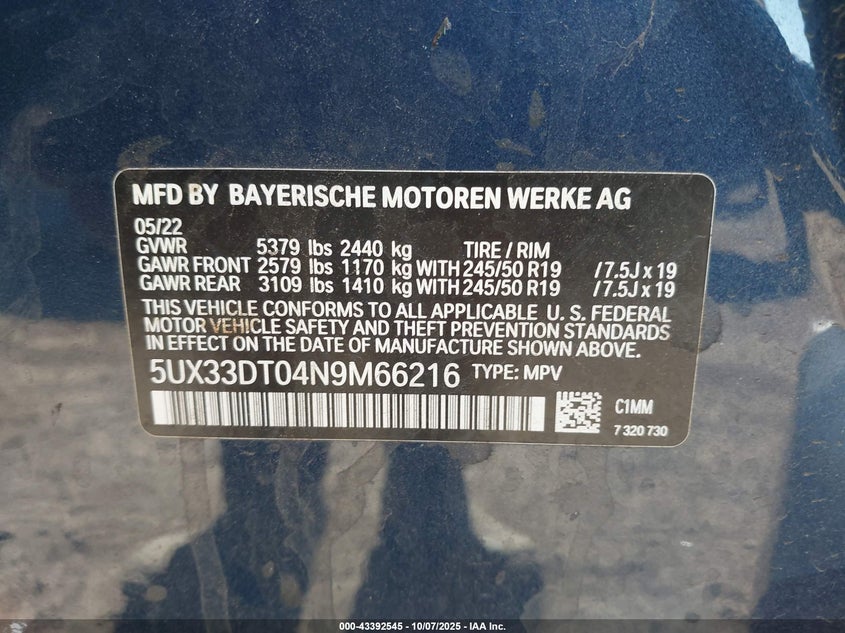 MFD BY BAYERISCHE MOTOREN WERKE AG
05/22
GVWR 5379 lbs 2440 kg TIRE / RIM
GAWR FRONT 2579 lbs 1170 kg WITH 245/50 R19 / 7.5J x 19
GAWR REAR 3109 lbs 1410 kg WITH 245/50 R19 / 7.5J x 19
THIS VEHICLE CONFORMS TO ALL APPLICABLE U. S. FEDERAL
MOTOR VEHICLE SAFETY AND THEFT PREVENTION STANDARDS
IN EFFECT ON THE DATE OF MANUFACTURE SHOWN ABOVE.
5UX33DT04N9M66216 TYPE: MPV
C1MM
7 320 730
000-43392545 - 10/07/2025 - IAA Inc.